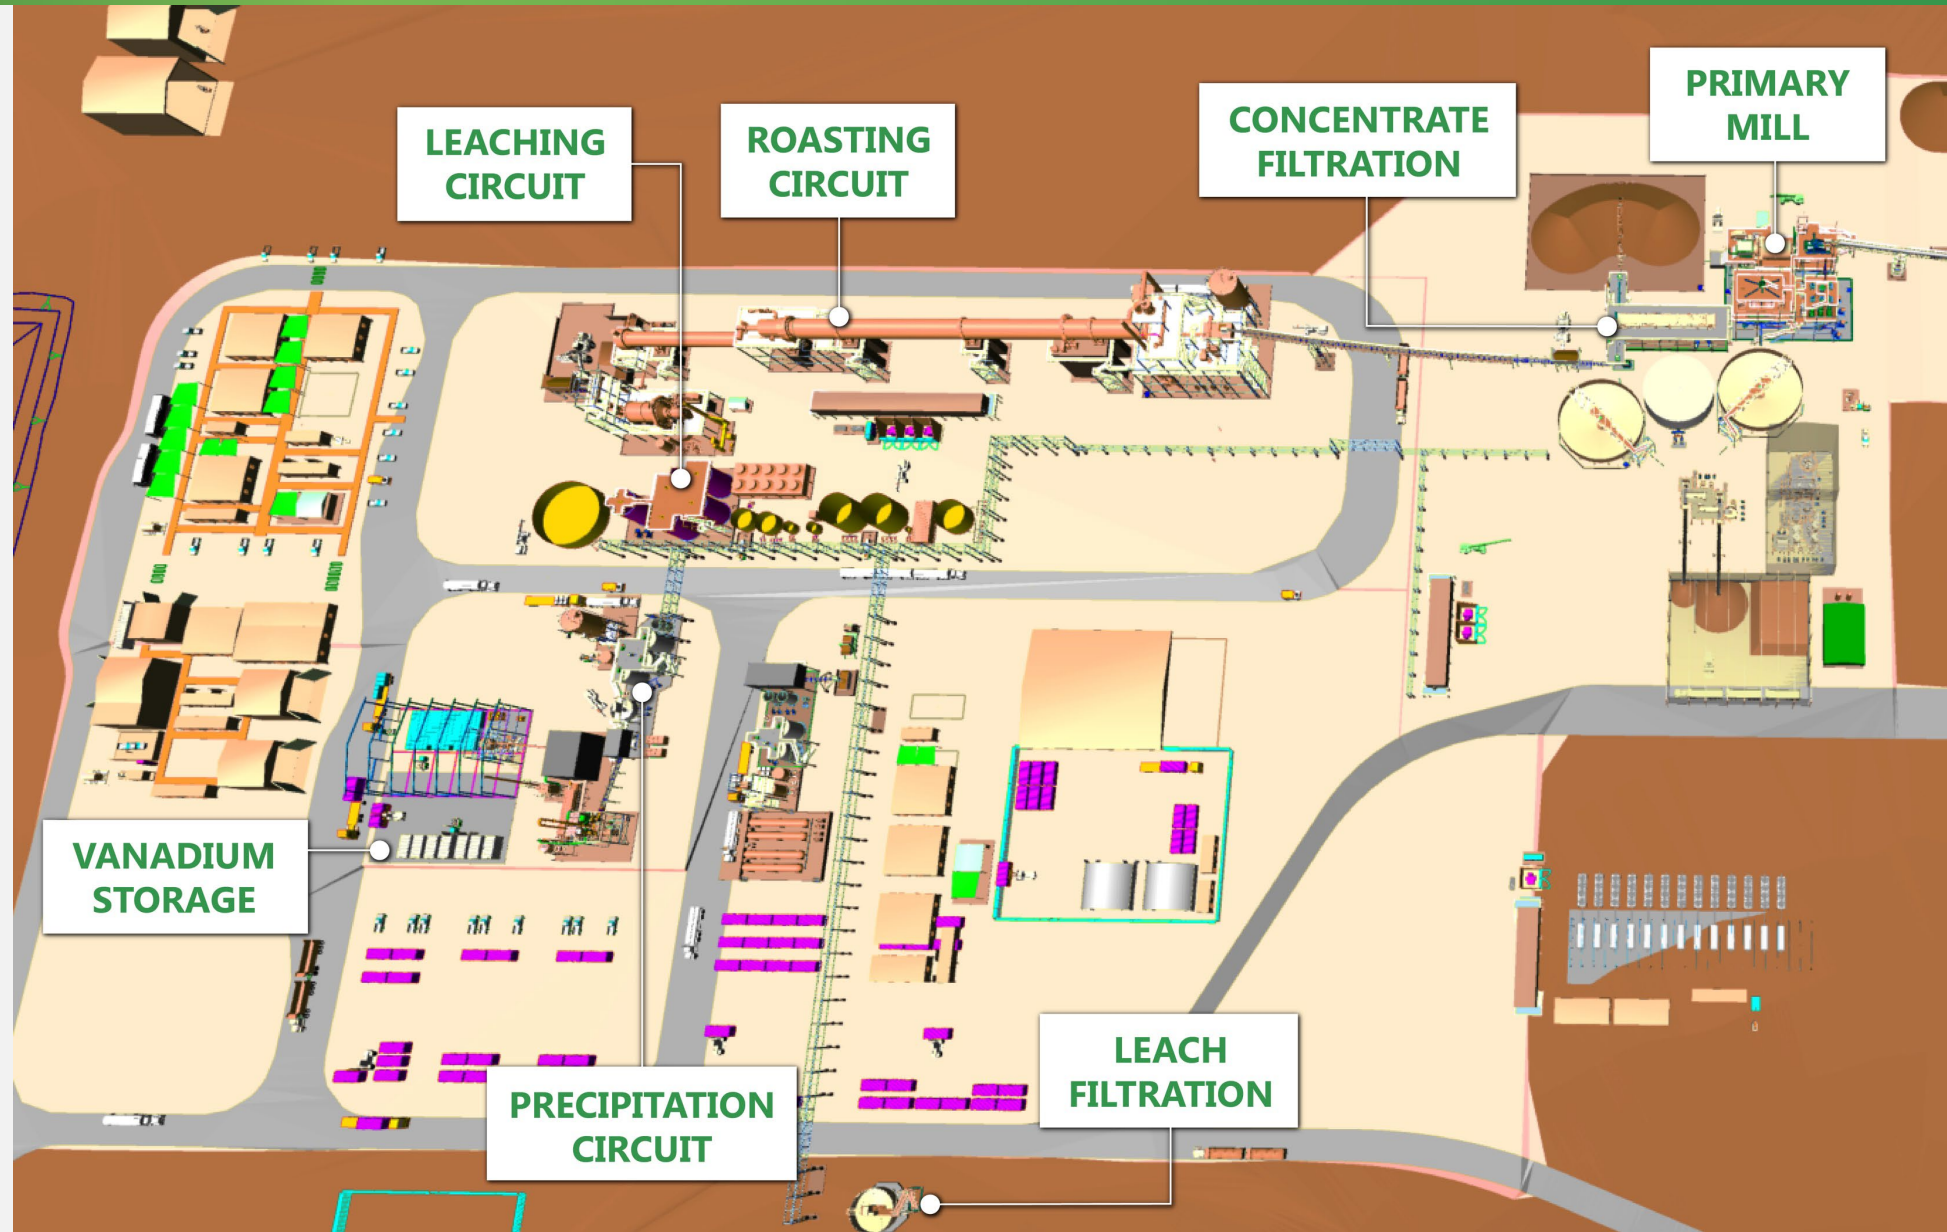 PRIMARY
MILL
CONCENTRATE
FILTRATION
LEACHING
CIRCUIT
ROASTING
CIRCUIT
VANADIUM
STORAGE
PRECIPITATION
CIRCUIT
LEACH
FILTRATION